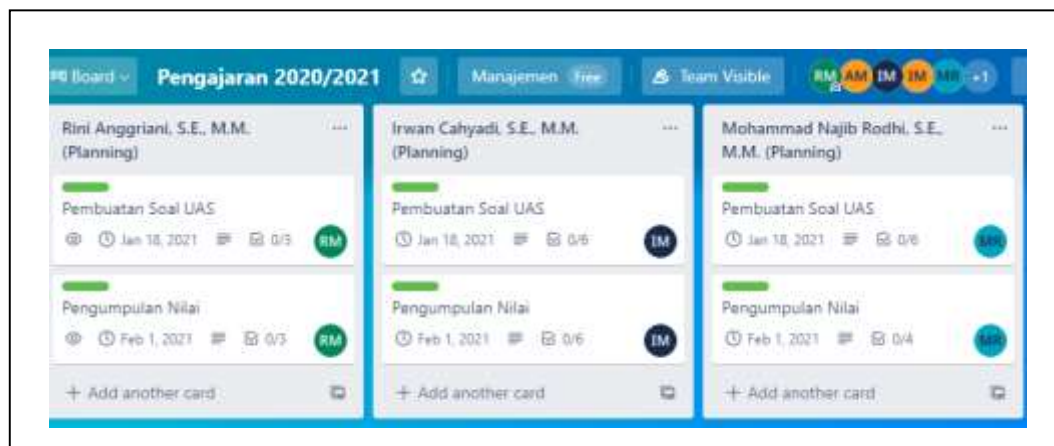 Board
Pengajaran 2020/2021
Manajemen Free
Team Visible
RM AM IM IM MR +1
Rini Anggriani, S.E., M.M.
(Planning)
Pembuatan Soal UAS
Jan 18, 2021
RM
Pengumpulan Nilai
Feb 1, 2021 0/3
RM
+ Add another card
Irwan Cahyadi, S.E., M.M.
(Planning)
Pembuatan Soal UAS
Jan 18, 2021 0/6
IM
Pengumpulan Nilai
Feb 1, 2021 0/6
IM
+ Add another card
Mohammad Najib Rodhi, S.E.,
M.M. (Planning)
Pembuatan Soal UAS
Jan 18, 2021 0/6
MR
Pengumpulan Nilai
Feb 1, 2021 0/4
MR
+ Add another card